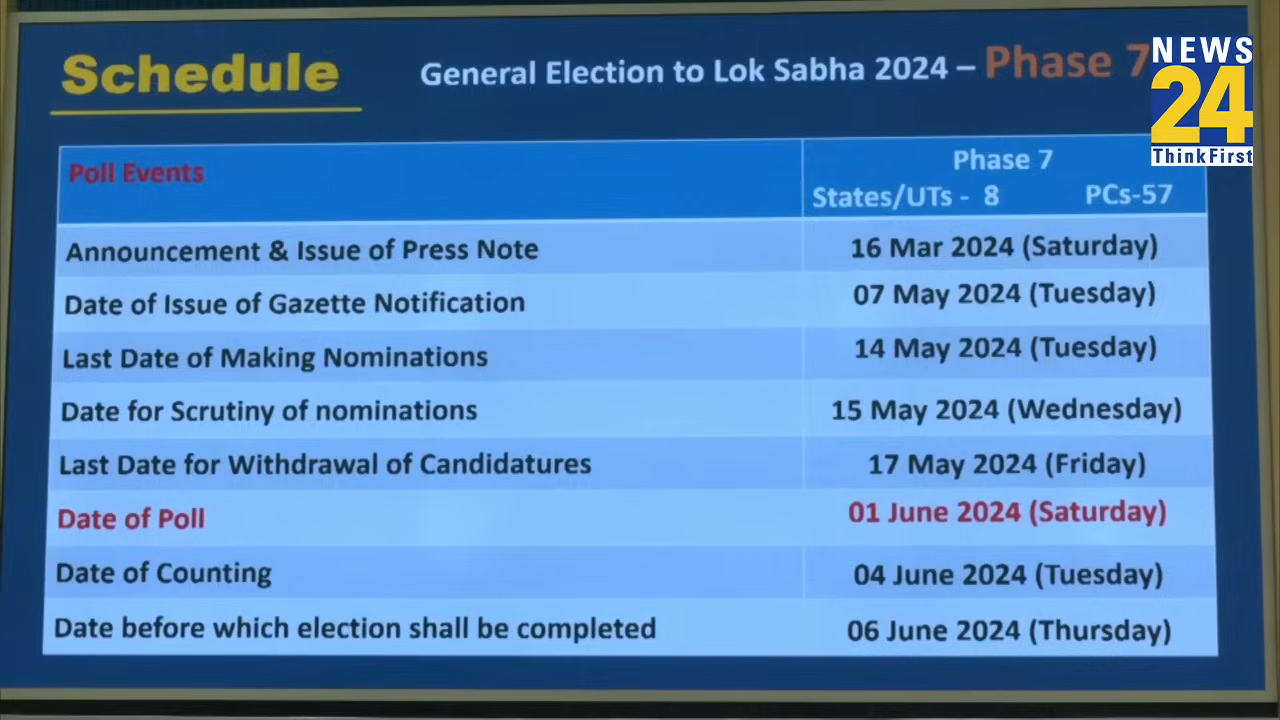 Schedule
General Election to Lok Sabha 2024 – Phase 7
NEWS
24
ThinkFirst
Poll Events
Phase 7
States/UTs - 8 PCs-57
Announcement & Issue of Press Note 16 Mar 2024 (Saturday)
Date of Issue of Gazette Notification 07 May 2024 (Tuesday)
Last Date of Making Nominations 14 May 2024 (Tuesday)
Date for Scrutiny of nominations 15 May 2024 (Wednesday)
Last Date for Withdrawal of Candidatures 17 May 2024 (Friday)
Date of Poll 01 June 2024 (Saturday)
Date of Counting 04 June 2024 (Tuesday)
Date before which election shall be completed 06 June 2024 (Thursday)